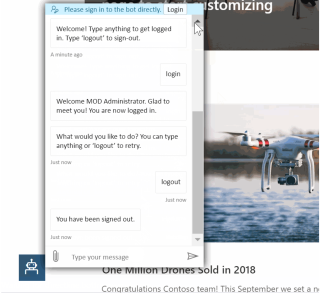 ustomizing
Please sign in to the bot directly. Login
Welcome! Type anything to get logged
in. Type 'logout' to sign-out.
A minute ago
login
Welcome MOD Administrator. Glad to
meet you! You are now logged in.
What would you like to do? You can type
anything or 'logout' to retry.
Just now
logout
Just now
You have been signed out.
Just now
Type your message
One Million Drones Sold in 2018
Congratulations Contoso team! This September we set a n